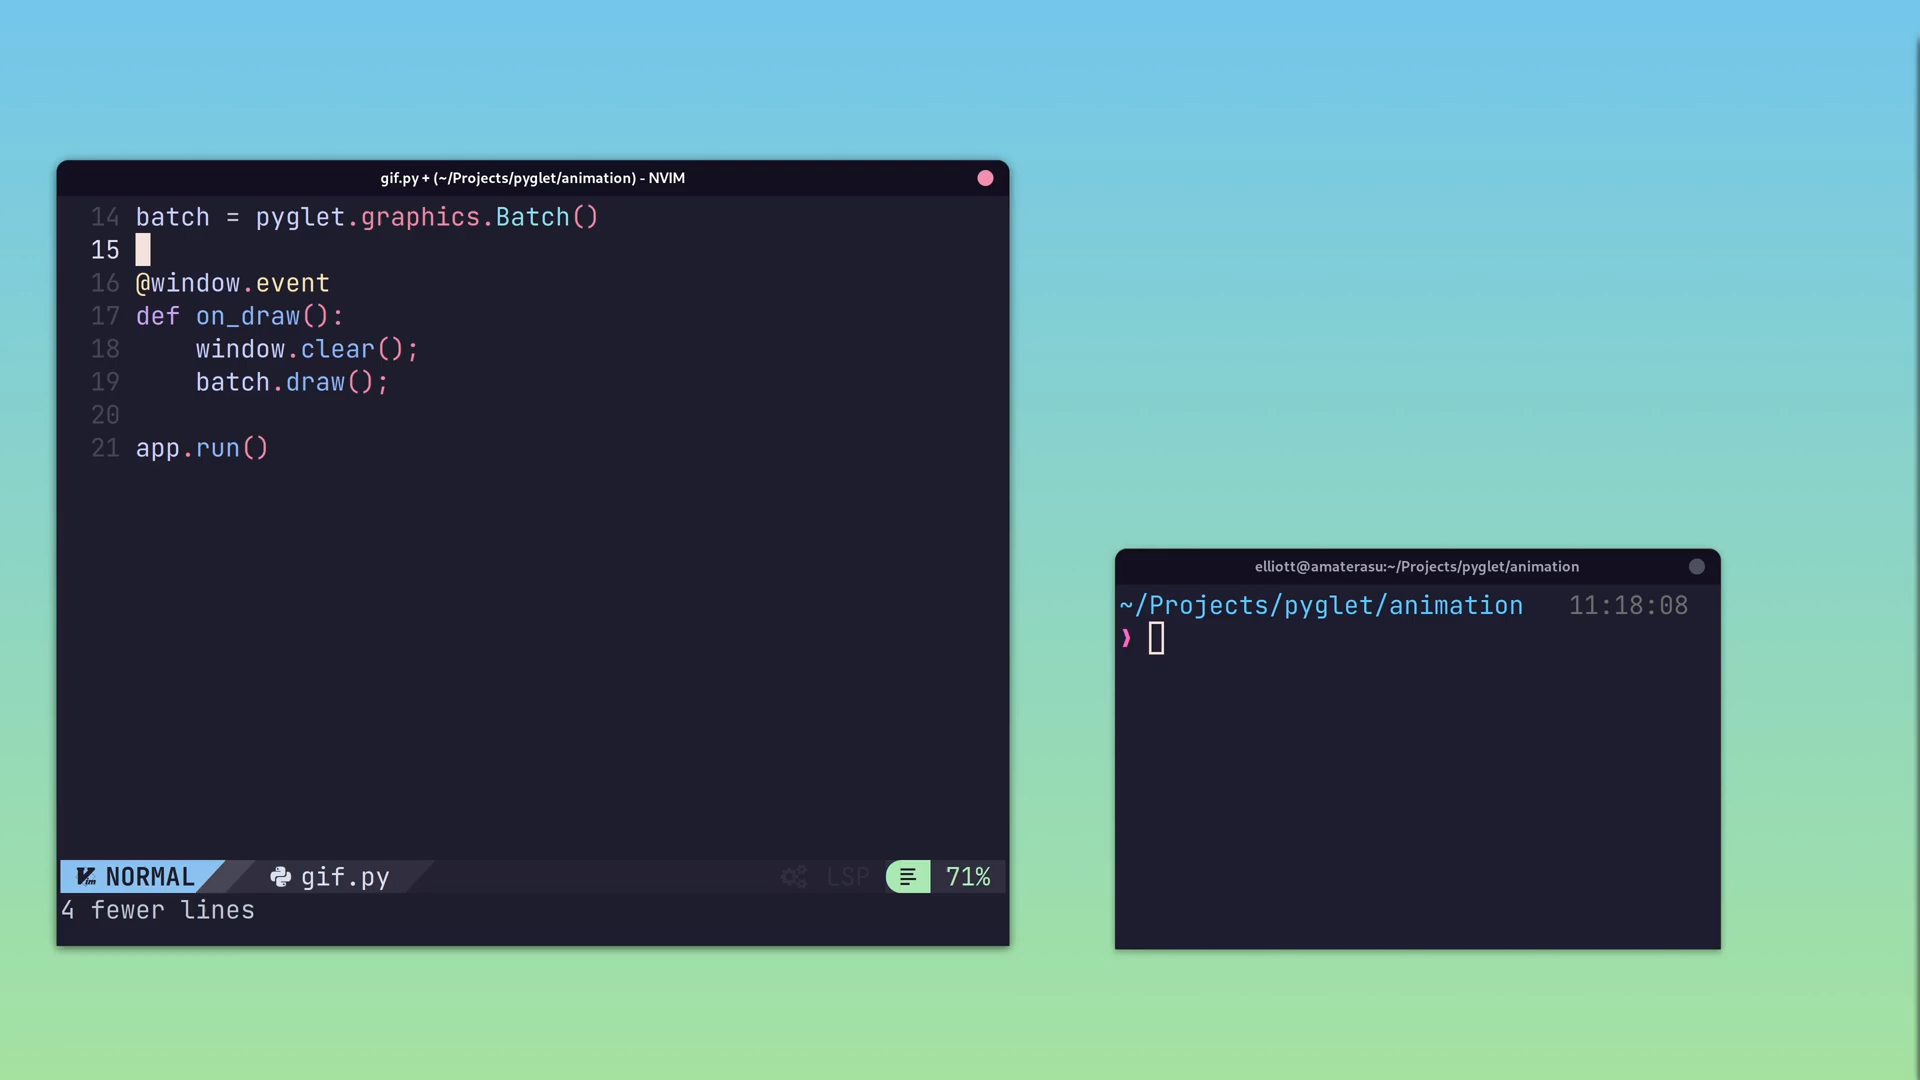 gif.py + (~/Projects/pyglet/animation) - NVIM
14 batch = pyglet.graphics.Batch()
15
16 @window.event
17 def on_draw():
18     window.clear();
19     batch.draw();
20
21 app.run()
NORMAL gif.py LSP 71%
4 fewer lines
elliott@amaterasu:~/Projects/pyglet/animation
~/Projects/pyglet/animation 11:18:08
❯